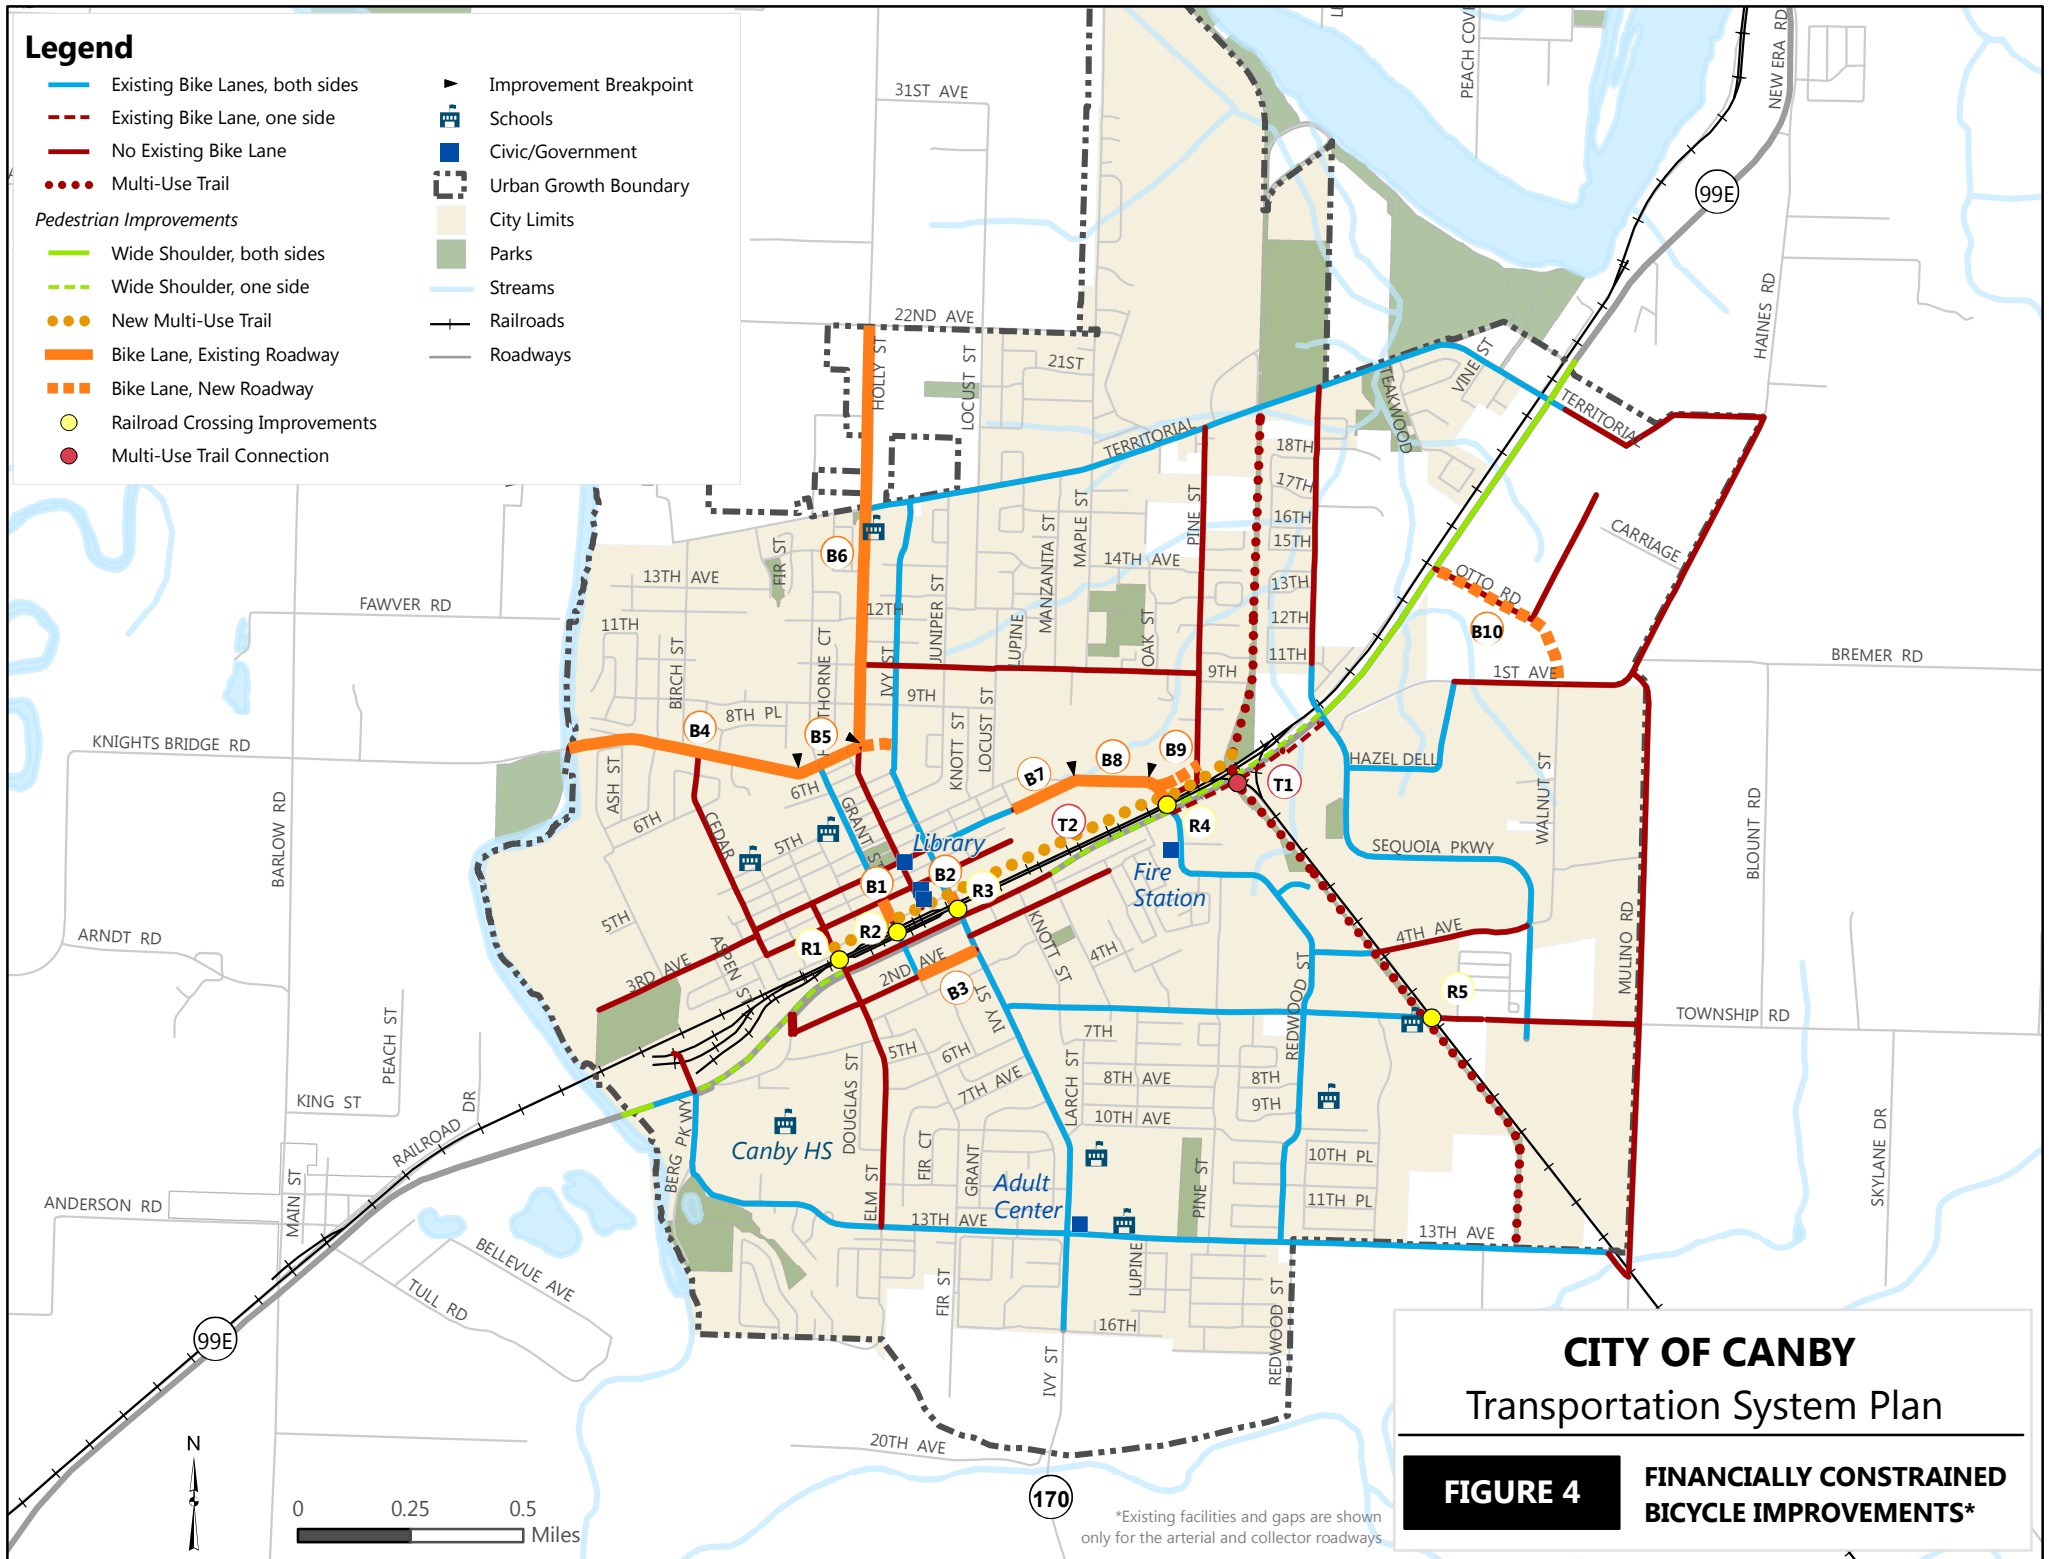 Legend
Existing Bike Lanes, both sides
Existing Bike Lane, one side
No Existing Bike Lane
Multi-Use Trail
Pedestrian Improvements
Wide Shoulder, both sides
Wide Shoulder, one side
New Multi-Use Trail
Bike Lane, Existing Roadway
Bike Lane, New Roadway
Railroad Crossing Improvements
Multi-Use Trail Connection
Improvement Breakpoint
Schools
Civic/Government
Urban Growth Boundary
City Limits
Parks
Streams
Railroads
Roadways
31ST AVE
PEACH COV
NEW ERA RD
99E
HAINES RD
22ND AVE
HOLLY ST
LOCUST ST
21ST
TERRITORIAL
TEAKWOOD
VINE ST
TERRITORIAL
18TH
17TH
16TH
15TH
13TH
12TH
11TH
PINE ST
MAPLE ST
MANZANITA ST
14TH AVE
OAK ST
LUPINE
JUNIPER ST
12TH
B6
FIR ST
13TH AVE
11TH
BIRCH ST
THORNE CT
IVY ST
9TH
9TH
FAWVER RD
CARRIAGE
OTTO RD
B10
1ST AVE
BREMER RD
KNIGHTS BRIDGE RD
8TH PL
B4
B5
KNOTT ST
LOCUST ST
B7
B8
B9
T1
T2
R4
HAZEL DELL
WALNUT ST
SEQUOIA PKWY
BLOUNT RD
BARLOW RD
ASH ST
6TH
6TH
5TH
5TH
CEDAR
GRANT ST
Library
B1
B2
R3
R2
R1
Fire
Station
4TH AVE
MULINO RD
ARNDT RD
3RD AVE
ASPEN ST
2ND AVE
B3
IVY ST
KNOTT ST
4TH
REDWOOD ST
R5
TOWNSHIP RD
PEACH ST
KING ST
RAILROAD DR
5TH
6TH
7TH AVE
7TH
8TH AVE
10TH AVE
8TH
9TH
10TH PL
11TH PL
LARCH ST
DOUGLAS ST
Canby HS
BERG PKWY
ELM ST
FIR CT
GRANT
Adult
Center
13TH AVE
13TH AVE
PINE ST
LUPINE
SKYLANE DR
ANDERSON RD
MAIN ST
BELLEVUE AVE
TULL RD
FIR ST
16TH
IVY ST
REDWOOD ST
20TH AVE
170
99E
N
0
0.25
0.5
Miles
*Existing facilities and gaps are shown
only for the arterial and collector roadways
CITY OF CANBY
Transportation System Plan
FIGURE 4
FINANCIALLY CONSTRAINED
BICYCLE IMPROVEMENTS*